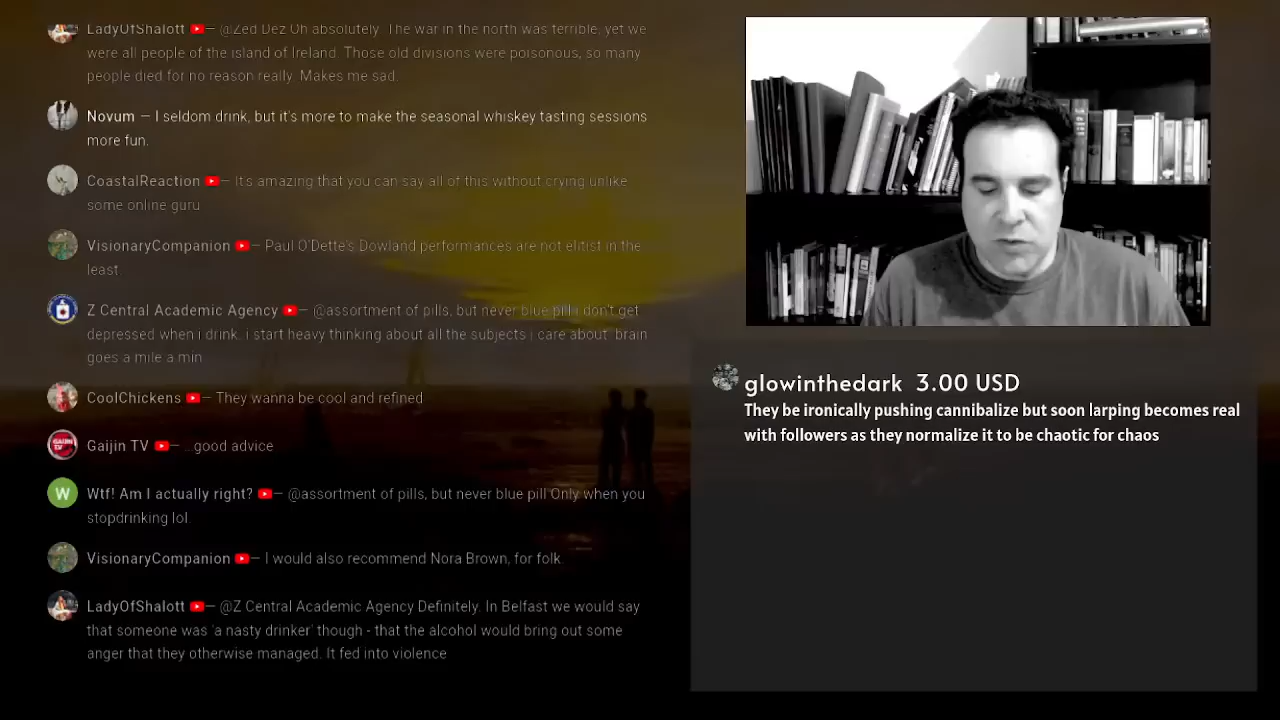 LadyOfShalott — @Zed Dez Oh absolutely. The war in the north was terrible, yet we
were all people of the island of Ireland. Those old divisions were poisonous, so many
people died for no reason really. Makes me sad.
Novum — I seldom drink, but it's more to make the seasonal whiskey tasting sessions
more fun.
CoastalReaction — It's amazing that you can say all of this without crying unlike
some online guru
VisionaryCompanion — Paul O'Dette's Dowland performances are not elitist in the
least.
Z Central Academic Agency — @assortment of pills, but never blue pill i don't get
depressed when i drink. i start heavy thinking about all the subjects i care about. brain
goes a mile a min
CoolChickens — They wanna be cool and refined
Gaijin TV — ...good advice
W
Wtf! Am I actually right? — @assortment of pills, but never blue pill Only when you
stopdrinking lol.
VisionaryCompanion — I would also recommend Nora Brown, for folk.
LadyOfShalott — @Z Central Academic Agency Definitely. In Belfast we would say
that someone was 'a nasty drinker' though - that the alcohol would bring out some
anger that they otherwise managed. It fed into violence
glowinthedark 3.00 USD
They be ironically pushing cannibalize but soon larping becomes real
with followers as they normalize it to be chaotic for chaos